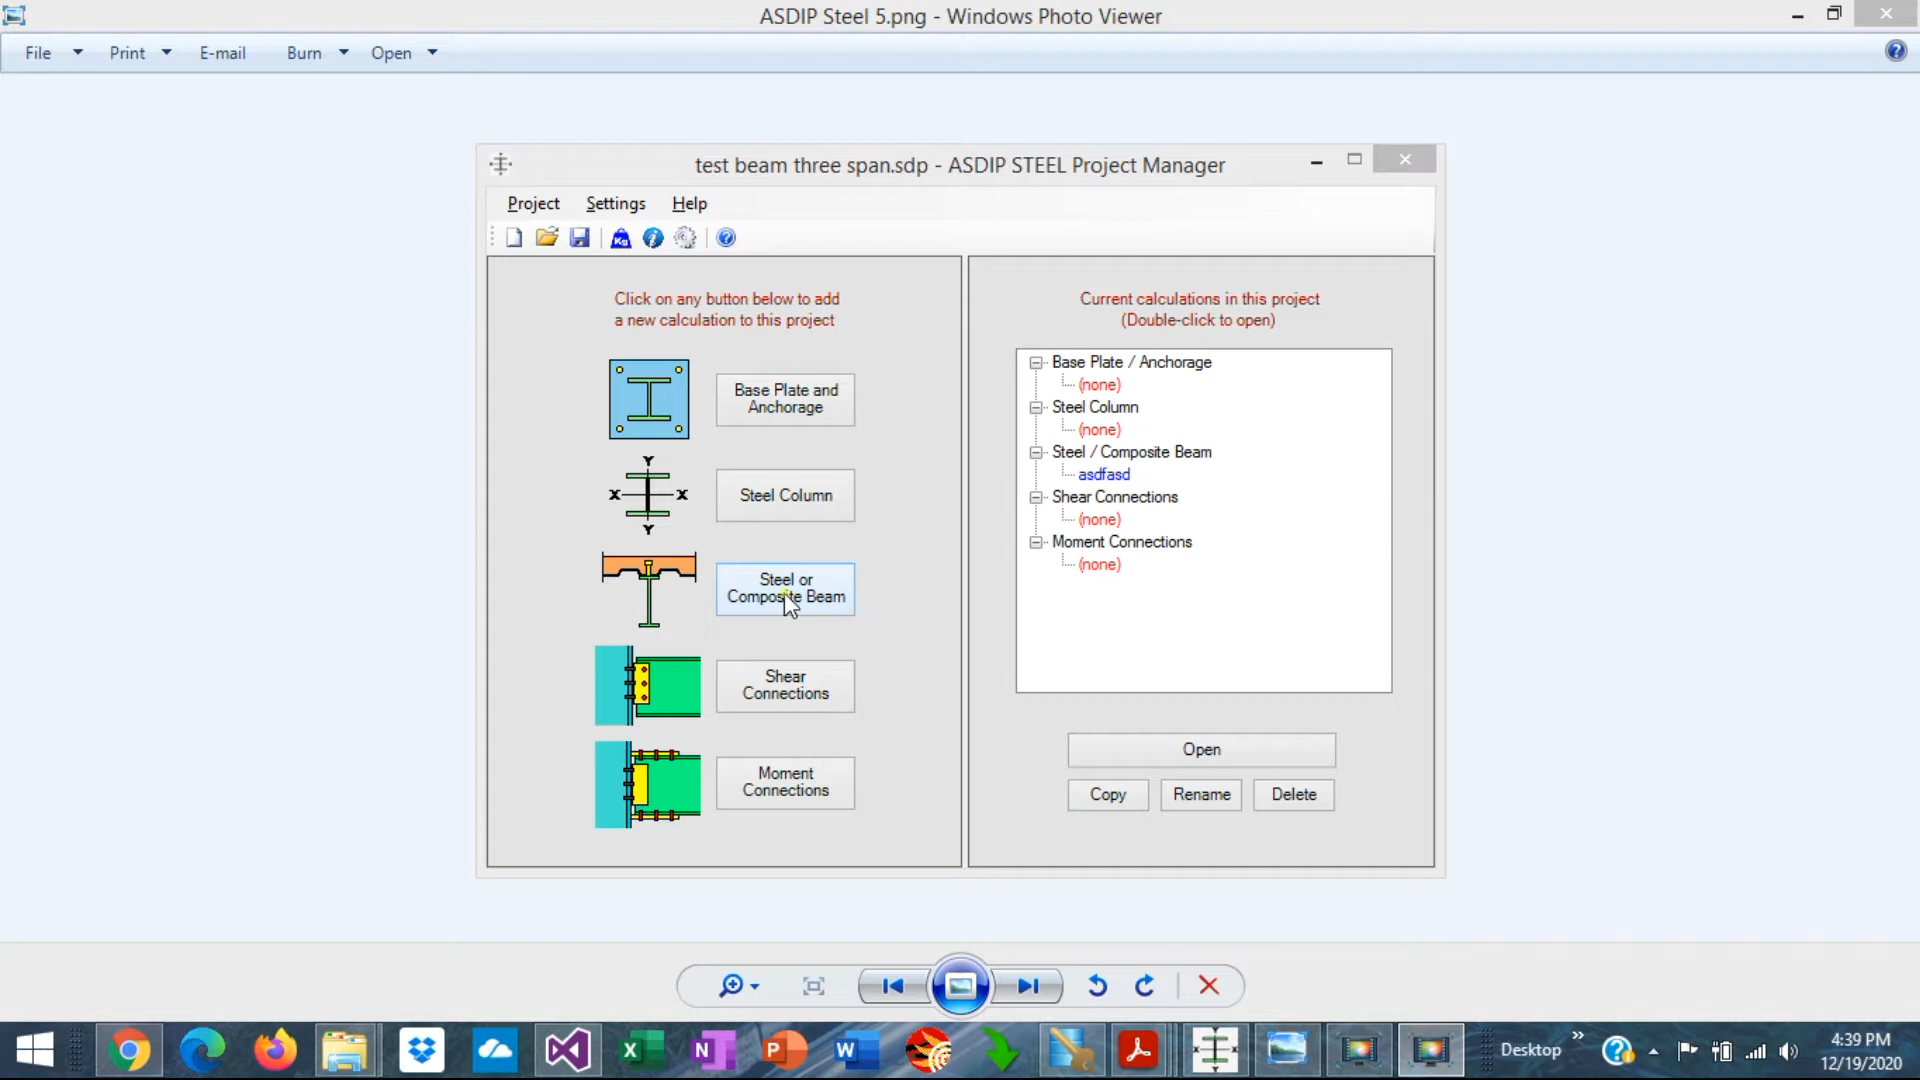 ASDIP Steel 5.png - Windows Photo Viewer
File Print E-mail Burn Open
test beam three span.sdp - ASDIP STEEL Project Manager
Project Settings Help
Kg
Click on any button below to add
a new calculation to this project
Base Plate and
Anchorage
Y
X X
Y
Steel Column
Steel or
Composite Beam
Shear
Connections
Moment
Connections
Current calculations in this project
(Double-click to open)
Base Plate / Anchorage
(none)
Steel Column
(none)
Steel / Composite Beam
asdfasd
Shear Connections
(none)
Moment Connections
(none)
Open
Copy Rename Delete
Desktop
4:39 PM
12/19/2020